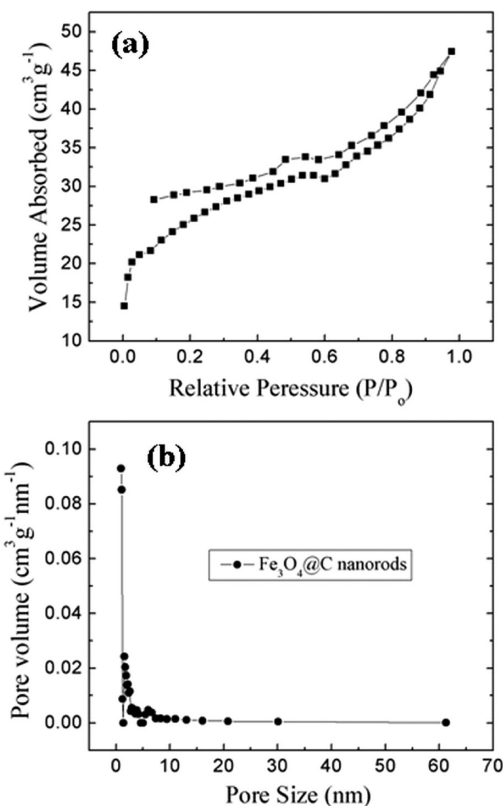 (a)
Volume Absorbed (cm³g⁻¹)
50
45
40
35
30
25
20
15
10
0.0 0.2 0.4 0.6 0.8 1.0
Relative Peressure (P/Pₒ)
(b)
Pore volume (cm³g⁻¹nm⁻¹)
0.10
0.08
0.06
0.04
0.02
0.00
Fe₃O₄@C nanorods
0 10 20 30 40 50 60 70
Pore Size (nm)